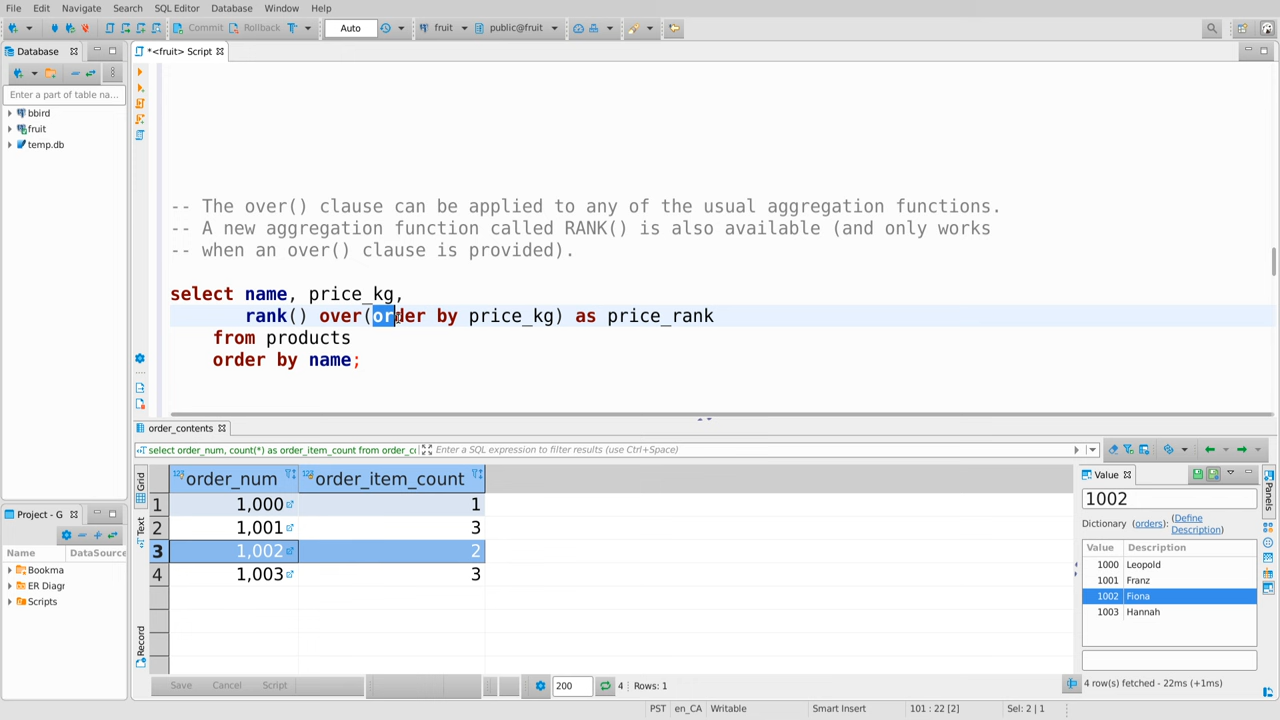 File Edit Navigate Search SQL Editor Database Window Help
Commit Rollback Auto fruit public@fruit
Database
*<fruit> Script
Enter a part of table na...
bbird
fruit
temp.db
-- The over() clause can be applied to any of the usual aggregation functions.
-- A new aggregation function called RANK() is also available (and only works
-- when an over() clause is provided).
select name, price_kg,
rank() over(order by price_kg) as price_rank
from products
order by name;
order_contents
select order_num, count(*) as order_item_count from order_cc
Enter a SQL expression to filter results (use Ctrl+Space)
Grid
Text
Record
order_num order_item_count
1 1,000 1
2 1,001 3
3 1,002 2
4 1,003 3
Value
1002
Dictionary (orders): (Define
Description)
Value Description
1000 Leopold
1001 Franz
1002 Fiona
1003 Hannah
Panels
Project - G
Name DataSource
Bookma
ER Diagr
Scripts
Save Cancel Script 200 4 Rows: 1
4 row(s) fetched - 22ms (+1ms)
PST en_CA Writable Smart Insert 101 : 22 [2] Sel: 2 | 1